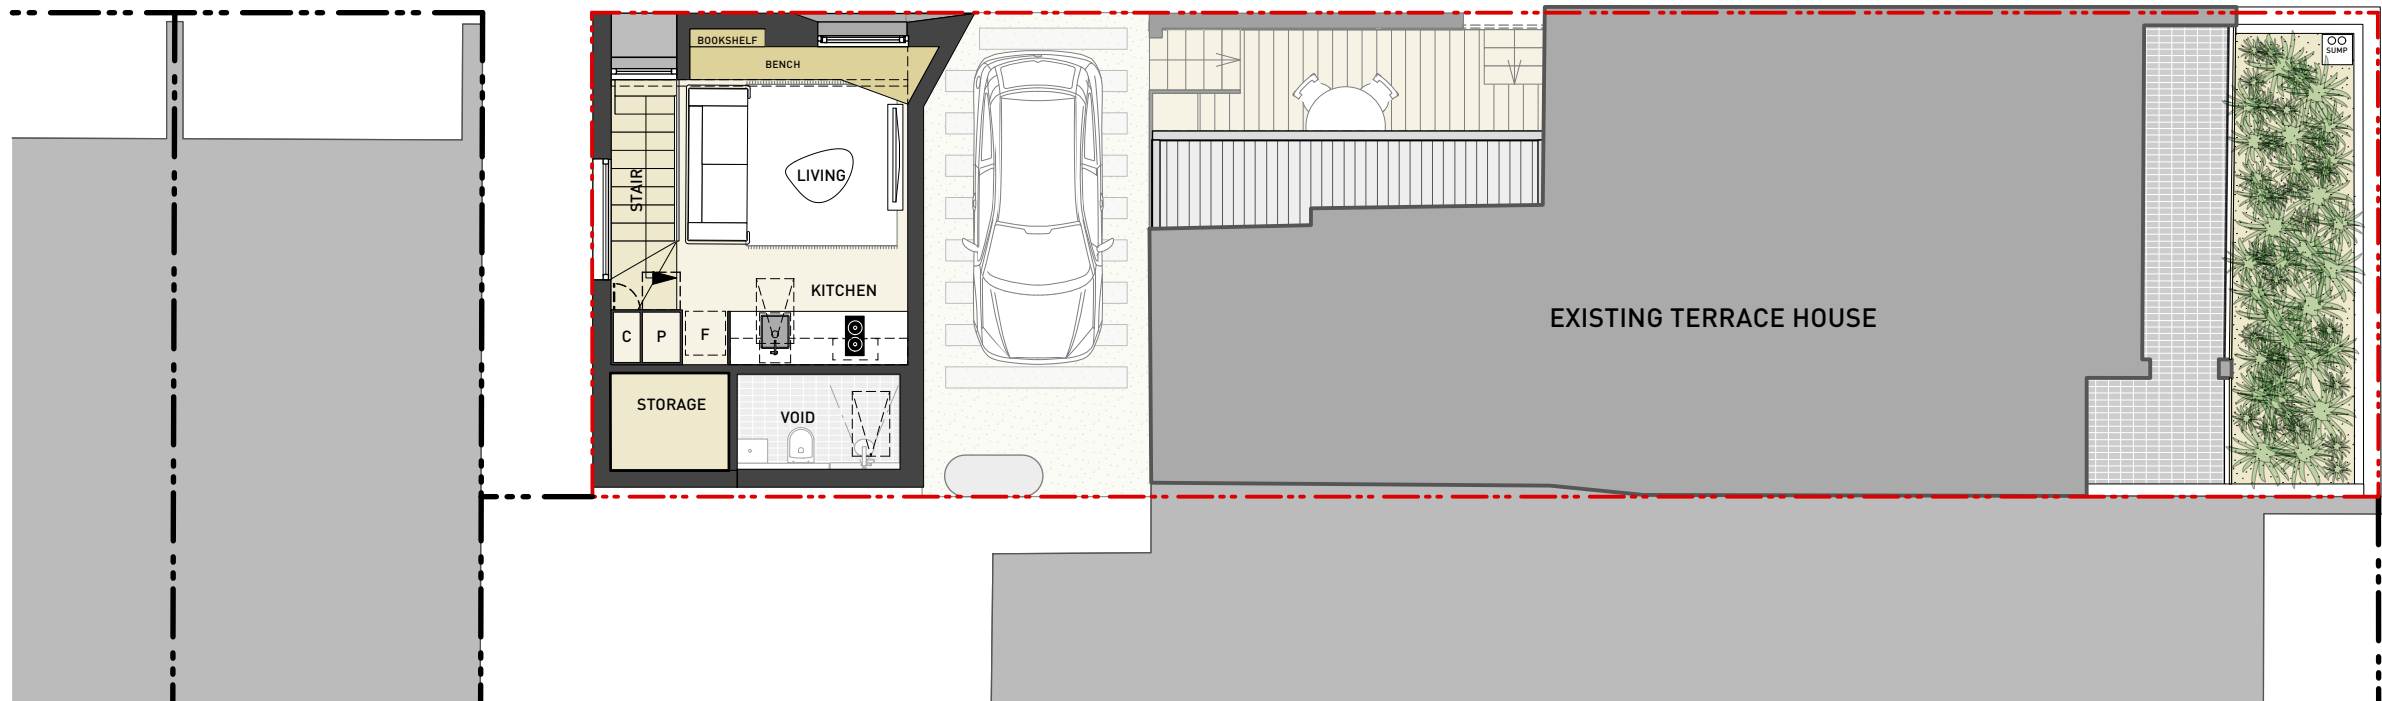 BOOKSHELF
BENCH
SUMP
STAIR
LIVING
KITCHEN
C
P
F
EXISTING TERRACE HOUSE
STORAGE
VOID